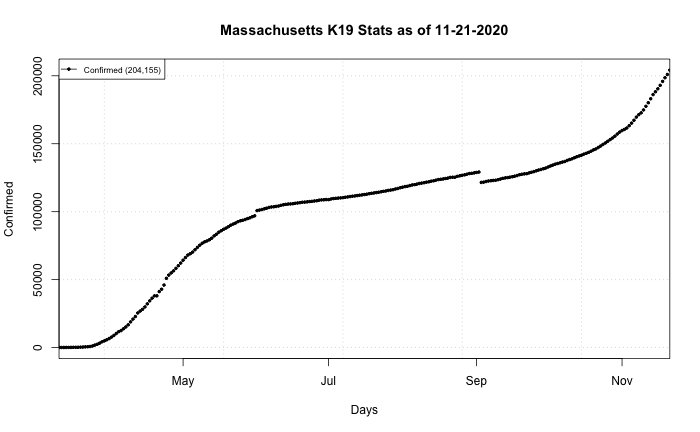 Massachusetts K19 Stats as of 11-21-2020
Confirmed (204,155)
200000
150000
100000
50000
0
Confirmed
May Jul Sep Nov
Days